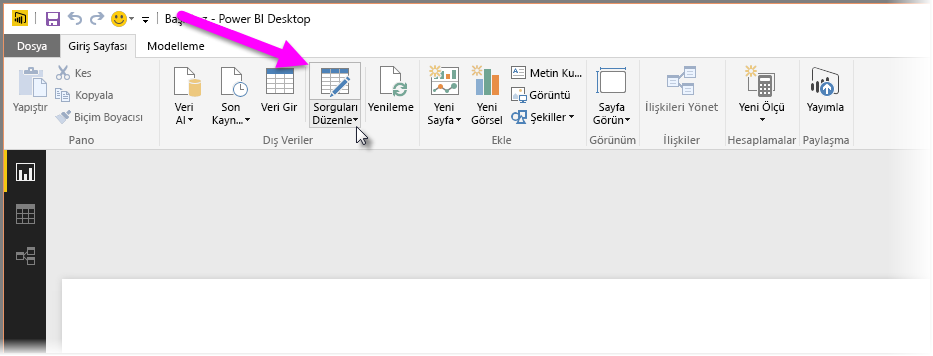 Baş - Power BI Desktop
Dosya Giriş Sayfası Modelleme
Yapıştır
Kes
Kopyala
Biçim Boyacısı
Pano
Veri
Al
Son
Kayn...
Veri Gir
Sorguları
Düzenle
Yenileme
Dış Veriler
Yeni
Sayfa
Yeni
Görsel
Metin Ku...
Görüntü
Şekiller
Ekle
Sayfa
Görün
Görünüm
İlişkileri Yönet
İlişkiler
Yeni Ölçü
Hesaplamalar
Yayımla
Paylaşma